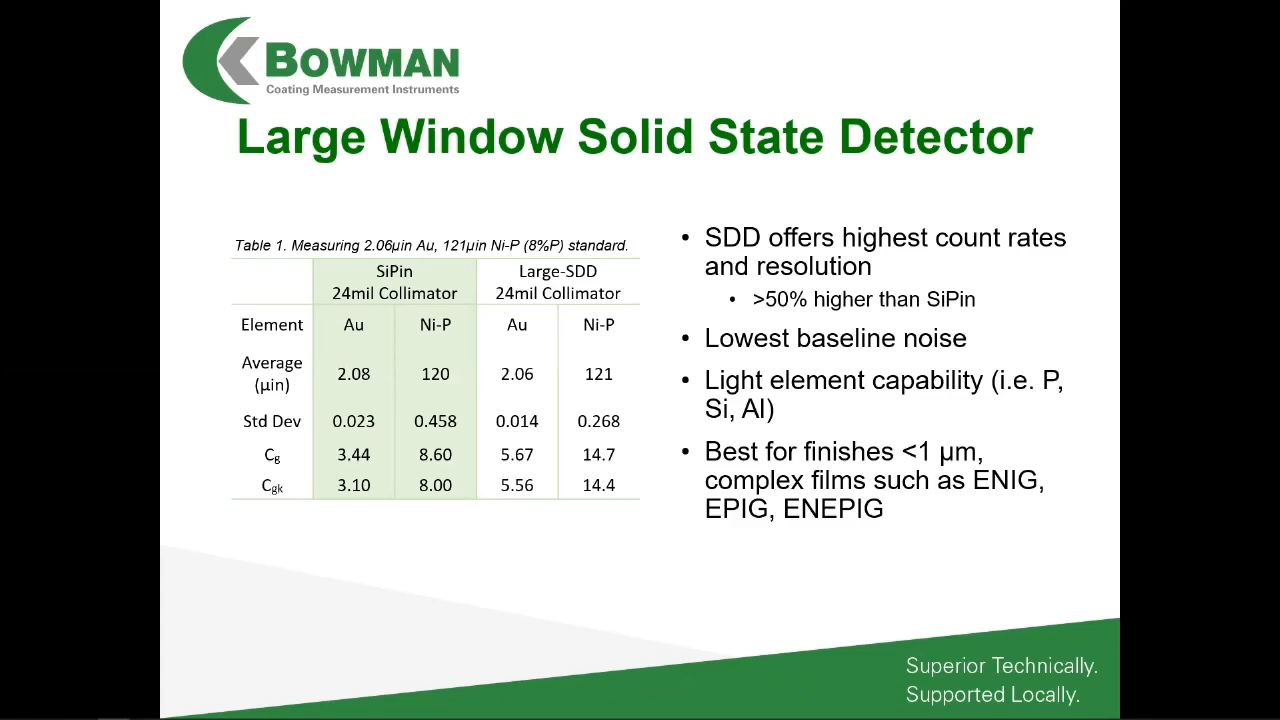 BOWMAN
Coating Measurement Instruments
Large Window Solid State Detector
Table 1. Measuring 2.06µin Au, 121µin Ni-P (8%P) standard.
SiPin Large-SDD
24mil Collimator 24mil Collimator
Element Au Ni-P Au Ni-P
Average (µin) 2.08 120 2.06 121
Std Dev 0.023 0.458 0.014 0.268
Cg 3.44 8.60 5.67 14.7
Cgk 3.10 8.00 5.56 14.4
• SDD offers highest count rates
and resolution
• >50% higher than SiPin
• Lowest baseline noise
• Light element capability (i.e. P,
Si, Al)
• Best for finishes <1 µm,
complex films such as ENIG,
EPIG, ENEPIG
Superior Technically.
Supported Locally.